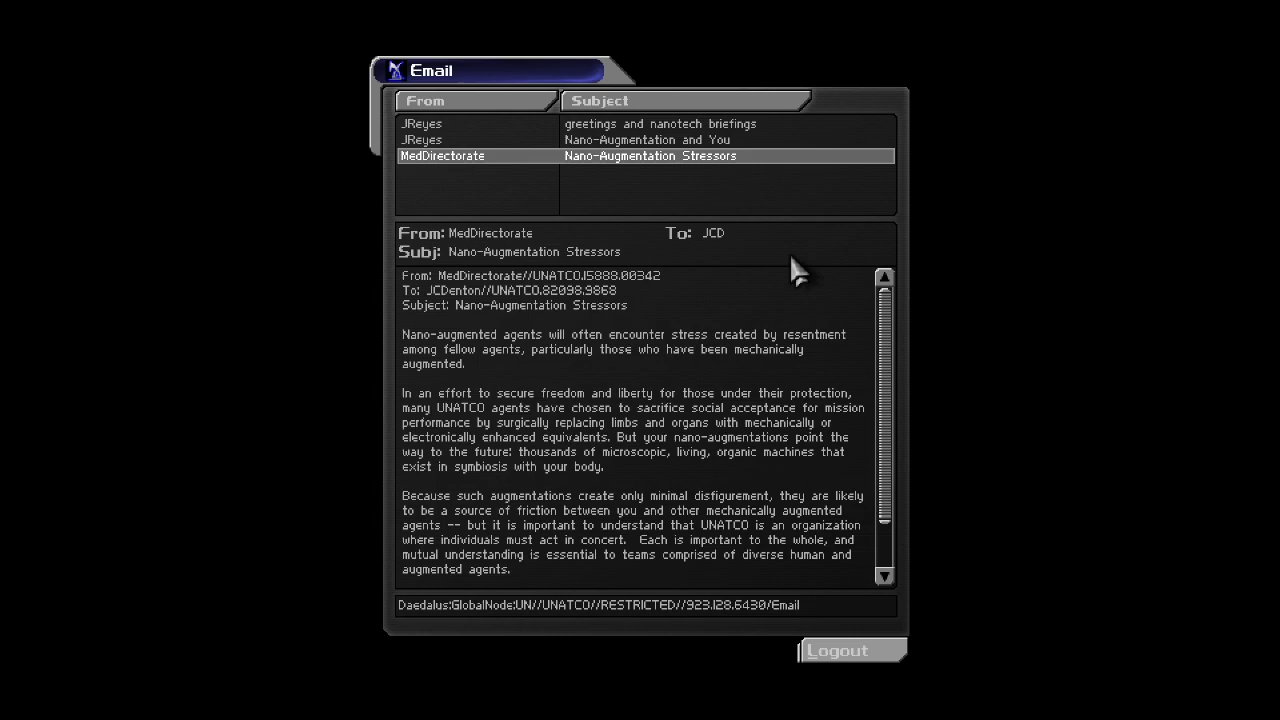 Email
From Subject
JReyes greetings and nanotech briefings
JReyes Nano-Augmentation and You
MedDirectorate Nano-Augmentation Stressors
From: MedDirectorate To: JCD
Subj: Nano-Augmentation Stressors
From: MedDirectorate//UNATCO.15888.00342
To: JCDenton//UNATCO.82098.9868
Subject: Nano-Augmentation Stressors
Nano-augmented agents will often encounter stress created by resentment
among fellow agents, particularly those who have been mechanically
augmented.
In an effort to secure freedom and liberty for those under their protection,
many UNATCO agents have chosen to sacrifice social acceptance for mission
performance by surgically replacing limbs and organs with mechanically or
electronically enhanced equivalents. But your nano-augmentations point the
way to the future: thousands of microscopic, living, organic machines that
exist in symbiosis with your body.
Because such augmentations create only minimal disfigurement, they are likely
to be a source of friction between you and other mechanically augmented
agents -- but it is important to understand that UNATCO is an organization
where individuals must act in concert.  Each is important to the whole, and
mutual understanding is essential to teams comprised of diverse human and
augmented agents.
Daedalus:GlobalNode:UN//UNATCO//RESTRICTED//923.128.6430/Email
Logout